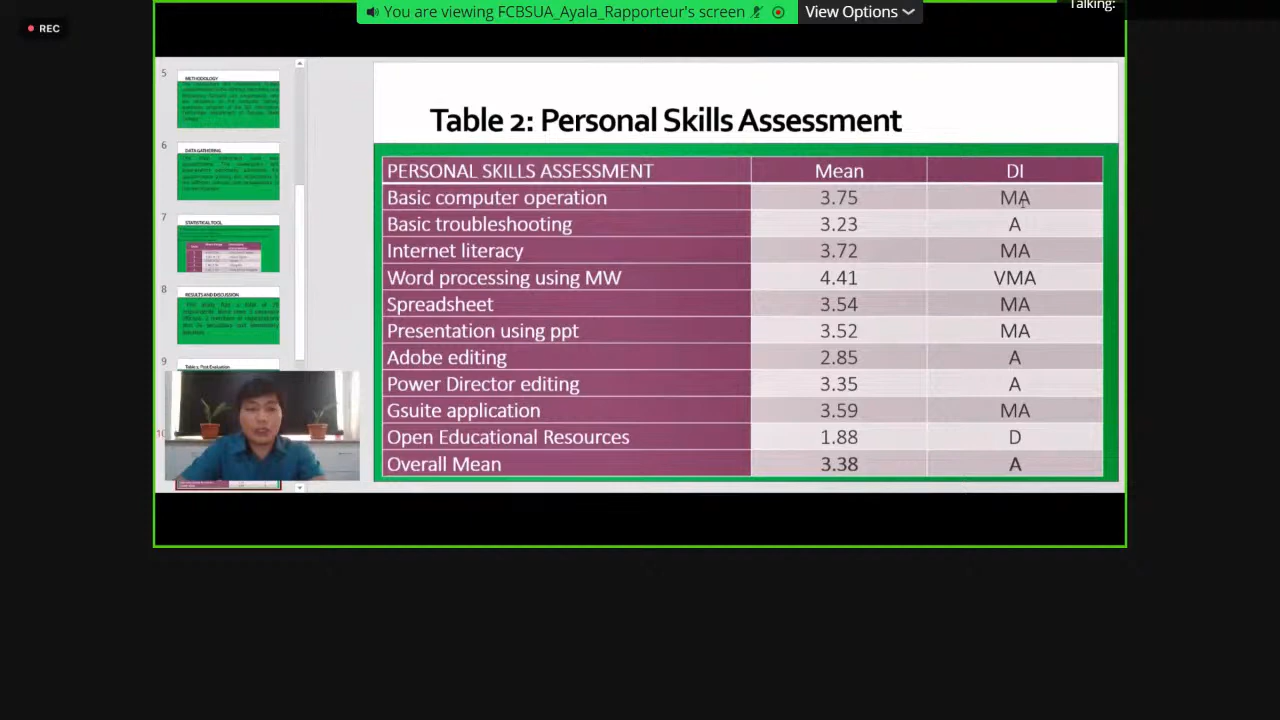 You are viewing FCBSUA_Ayala_Rapporteur's screen
View Options
Talking:
REC
5
METHODOLOGY
6
DATA GATHERING
7
STATISTICAL TOOL
8
RESULTS AND DISCUSSION
9
Table 2: Personal Skills Assessment
PERSONAL SKILLS ASSESSMENT Mean DI
Basic computer operation 3.75 MA
Basic troubleshooting 3.23 A
Internet literacy 3.72 MA
Word processing using MW 4.41 VMA
Spreadsheet 3.54 MA
Presentation using ppt 3.52 MA
Adobe editing 2.85 A
Power Director editing 3.35 A
Gsuite application 3.59 MA
Open Educational Resources 1.88 D
Overall Mean 3.38 A